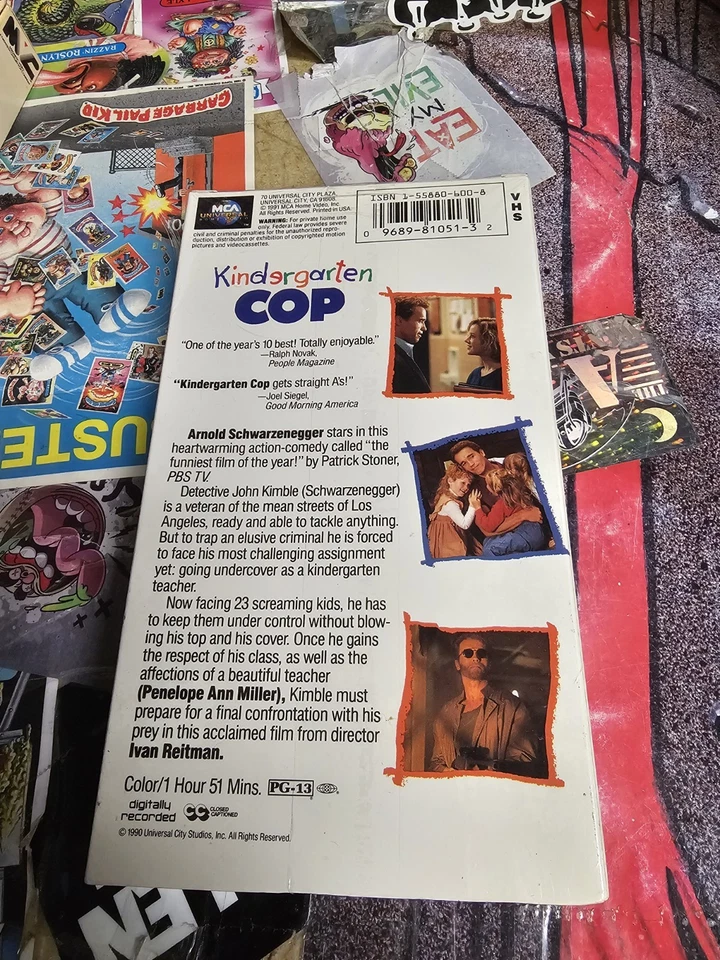 RAZZIN' ROSLYN
GARBAGE PAIL KID
EAT
MY
EVIL
USTE
MCA
UNIVERSAL
70 UNIVERSAL CITY PLAZA,
UNIVERSAL CITY, CA 91608.
© 1991 MCA Home Video, Inc.
All Rights Reserved. Printed in USA.
WARNING: For private home use
only. Federal law provides severe
civil and criminal penalties for the unauthorized repro-
duction, distribution or exhibition of copyrighted motion
pictures and videocassettes.
ISBN 1-55880-600-8
0 9689-81051-3 2
VHS
Kindergarten
COP
"One of the year's 10 best! Totally enjoyable."
—Ralph Novak,
People Magazine
"Kindergarten Cop gets straight A's!"
—Joel Siegel,
Good Morning America
Arnold Schwarzenegger stars in this
heartwarming action-comedy called "the
funniest film of the year!" by Patrick Stoner,
PBS TV.
Detective John Kimble (Schwarzenegger)
is a veteran of the mean streets of Los
Angeles, ready and able to tackle anything.
But to trap an elusive criminal he is forced
to face his most challenging assignment
yet: going undercover as a kindergarten
teacher.
Now facing 23 screaming kids, he has
to keep them under control without blow-
ing his top and his cover. Once he gains
the respect of his class, as well as the
affections of a beautiful teacher
(Penelope Ann Miller), Kimble must
prepare for a final confrontation with his
prey in this acclaimed film from director
Ivan Reitman.
Color/1 Hour 51 Mins. PG-13
digitally
recorded
CC CLOSED
CAPTIONED
© 1990 Universal City Studios, Inc. All Rights Reserved.